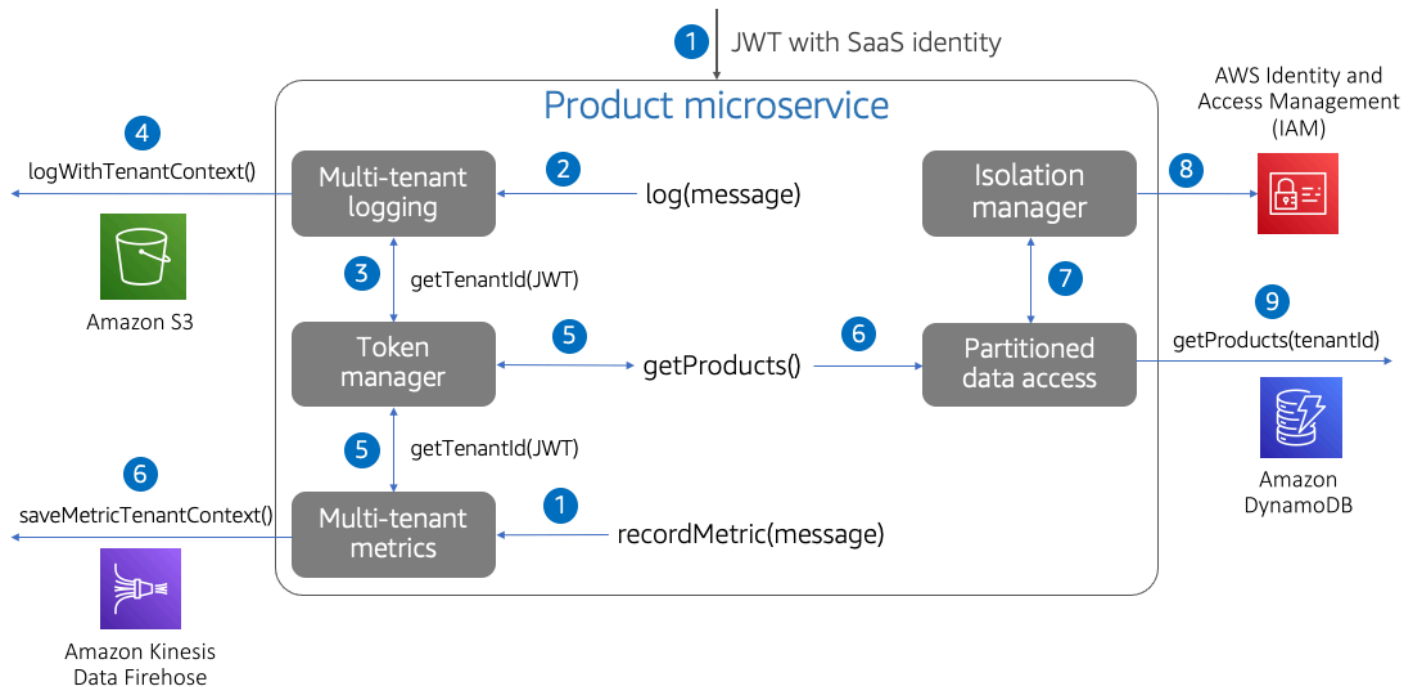 1 JWT with SaaS identity
AWS Identity and
Access Management
(IAM)
Product microservice
4
logWithTenantContext()
Multi-tenant
logging
2
log(message)
Isolation
manager
8
Amazon S3
3
getTenantId(JWT)
7
9
getProducts(tenantId)
Token
manager
5
getProducts()
6
Partitioned
data access
5
getTenantId(JWT)
6
saveMetricTenantContext()
Multi-tenant
metrics
1
recordMetric(message)
Amazon
DynamoDB
Amazon Kinesis
Data Firehose